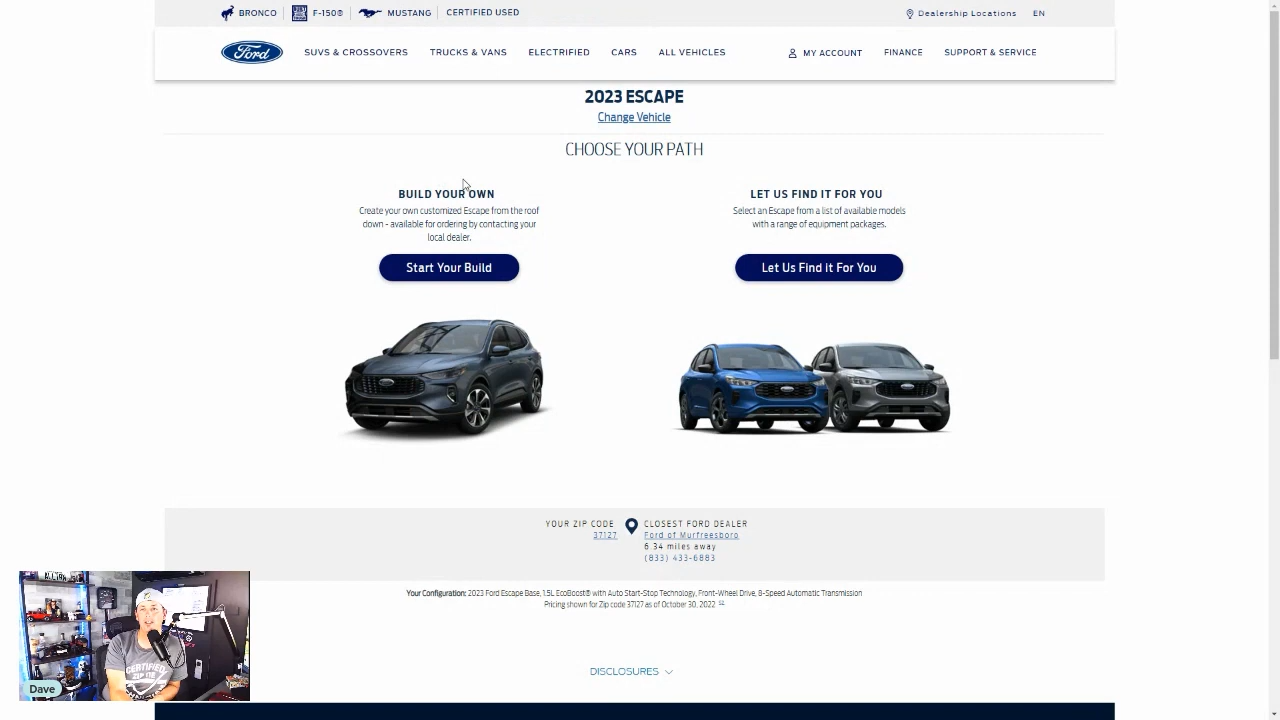 BRONCO
F-150®
MUSTANG
CERTIFIED USED
Dealership Locations
EN
Ford
SUVS & CROSSOVERS
TRUCKS & VANS
ELECTRIFIED
CARS
ALL VEHICLES
MY ACCOUNT
FINANCE
SUPPORT & SERVICE
2023 ESCAPE
Change Vehicle
CHOOSE YOUR PATH
BUILD YOUR OWN
Create your own customized Escape from the roof
down - available for ordering by contacting your
local dealer.
Start Your Build
LET US FIND IT FOR YOU
Select an Escape from a list of available models
with a range of equipment packages.
Let Us Find it For You
YOUR ZIP CODE
37127
CLOSEST FORD DEALER
Ford of Murfreesboro
6.34 miles away
(833) 433-6883
Your Configuration: 2023 Ford Escape Base, 1.5L EcoBoost® with Auto Start-Stop Technology, Front-Wheel Drive, 8-Speed Automatic Transmission
Pricing shown for Zip code 37127 as of October 30, 2022
DISCLOSURES
CERTIFIED
Dave